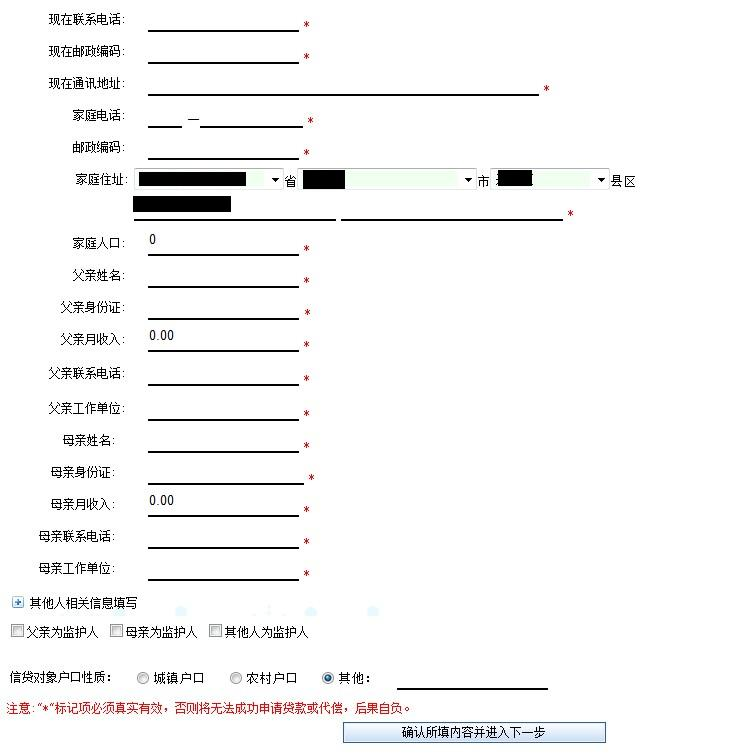 现在联系电话: *
现在邮政编码: *
现在通讯地址: *
家庭电话: — *
邮政编码: *
家庭住址: 省 市 县区
*
家庭人口: 0 *
父亲姓名: *
父亲身份证: *
父亲月收入: 0.00 *
父亲联系电话: *
父亲工作单位: *
母亲姓名: *
母亲身份证: *
母亲月收入: 0.00 *
母亲联系电话: *
母亲工作单位: *
其他人相关信息填写
父亲为监护人 母亲为监护人 其他人为监护人
信贷对象户口性质: 城镇户口 农村户口 其他:
注意:"*"标记项必须真实有效，否则将无法成功申请贷款或代偿，后果自负。
确认所填内容并进入下一步